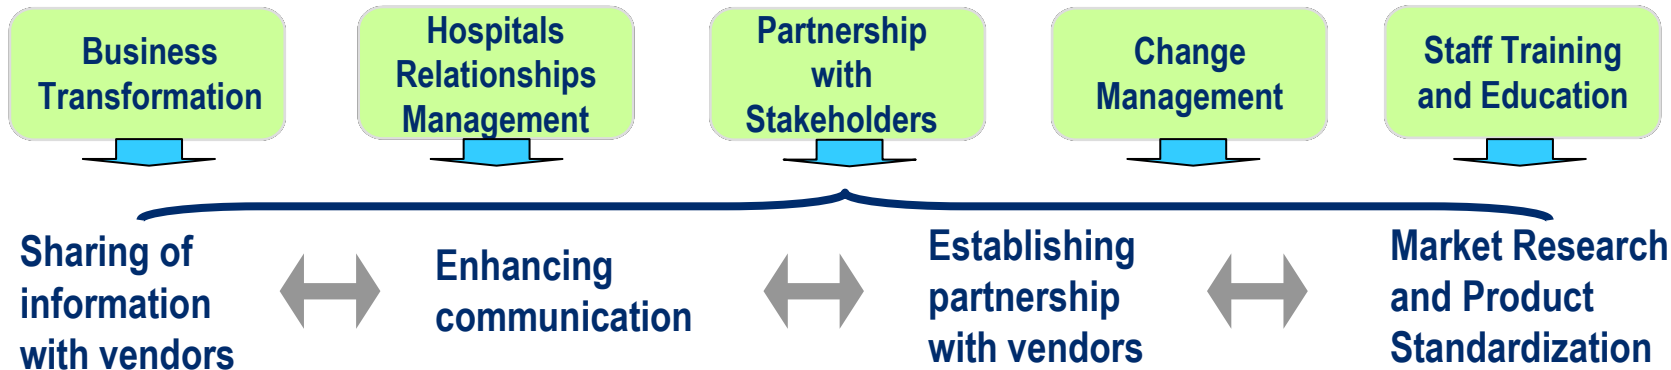 Business
Transformation
Hospitals
Relationships
Management
Partnership
with
Stakeholders
Change
Management
Staff Training
and Education
Sharing of
information
with vendors
Enhancing
communication
Establishing
partnership
with vendors
Market Research
and Product
Standardization